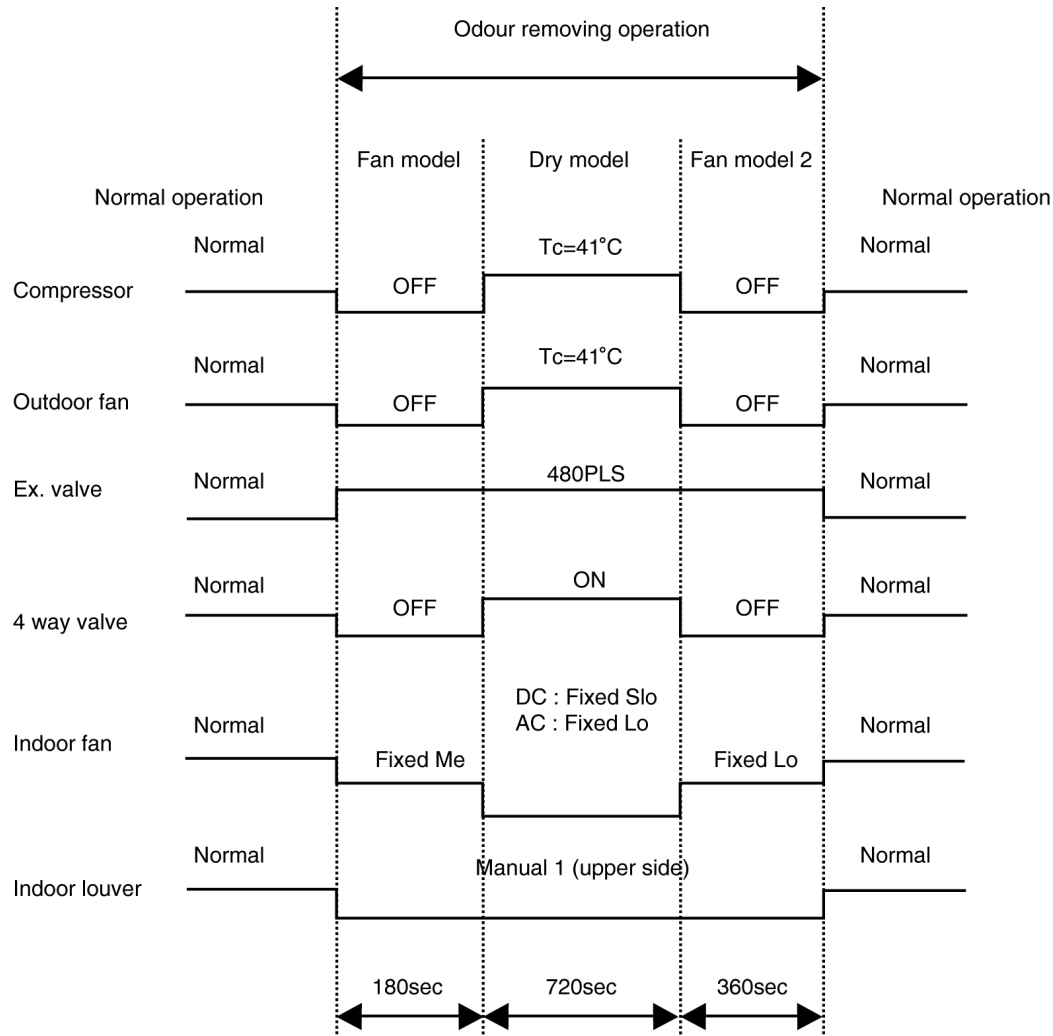 Odour removing operation
Fan model
Dry model
Fan model 2
Normal operation
Normal operation
Normal
Tc=41°C
Normal
Compressor
OFF
OFF
Normal
Tc=41°C
Normal
Outdoor fan
OFF
OFF
Normal
480PLS
Normal
Ex. valve
Normal
ON
Normal
4 way valve
OFF
OFF
DC : Fixed Slo
AC : Fixed Lo
Normal
Normal
Indoor fan
Fixed Me
Fixed Lo
Normal
Manual 1 (upper side)
Normal
Indoor louver
180sec
720sec
360sec